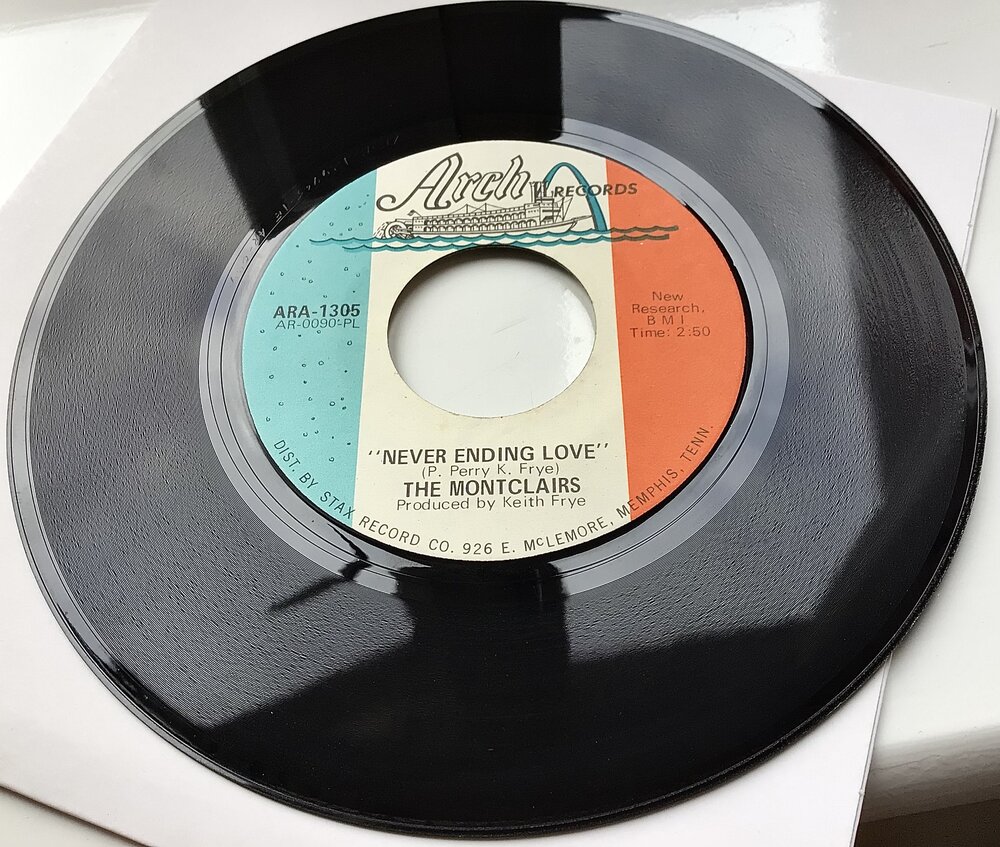 Arch RECORDS
ARA-1305
AR-0090-PL
New
Research,
B M I
Time: 2:50
"NEVER ENDING LOVE"
(P. Perry K. Frye)
THE MONTCLAIRS
Produced by Keith Frye
DIST. BY STAX RECORD CO. 926 E. McLEMORE, MEMPHIS, TENN.